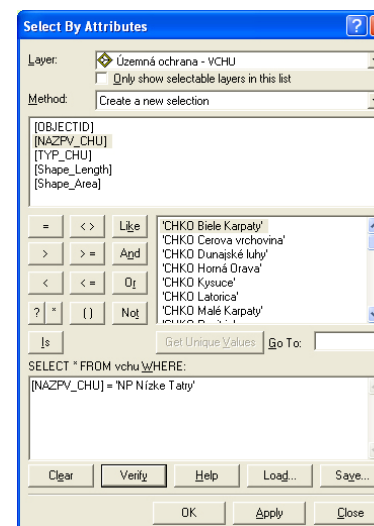 Select By Attributes
Layer: Územná ochrana - VCHU
Only show selectable layers in this list
Method: Create a new selection
[OBJECTID]
[NAZPV_CHU]
[TYP_CHU]
[Shape_Length]
[Shape_Area]
= <> Like
> >= And
< <= Or
? * () Not
Is
'CHKO Biele Karpaty'
'CHKO Cerova vrchovina'
'CHKO Dunajské luhy'
'CHKO Horná Orava'
'CHKO Kysuce'
'CHKO Latorica'
'CHKO Malé Karpaty'
Get Unique Values Go To:
SELECT * FROM vchu WHERE:
[NAZPV_CHU] = 'NP Nízke Tatry'
Clear Verify Help Load... Save...
OK Apply Close